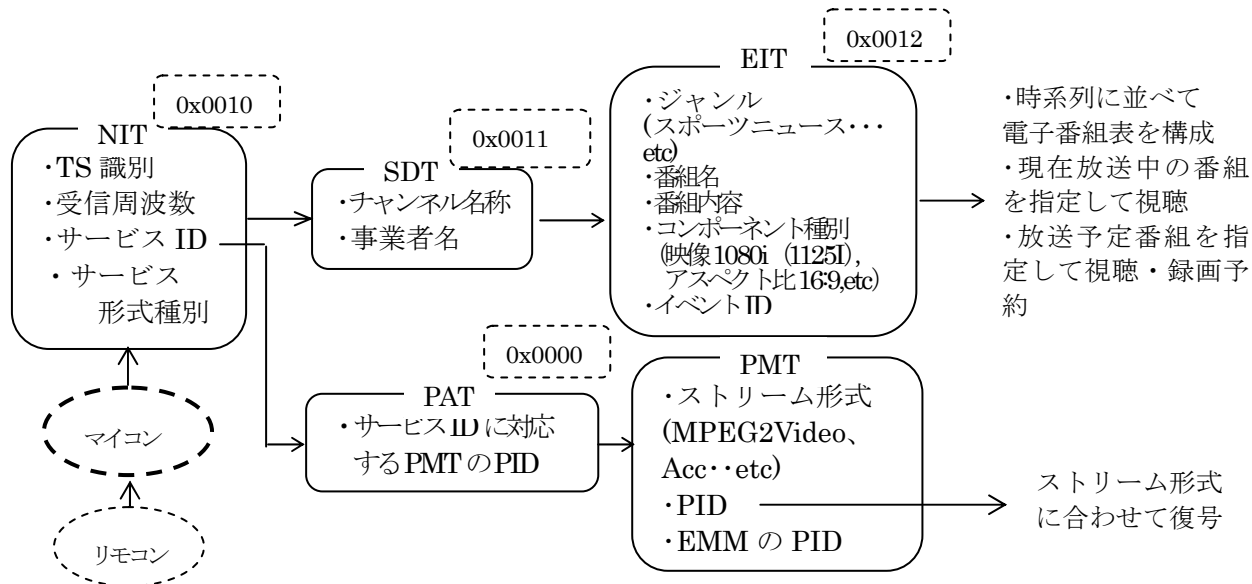 0x0010
NIT
・TS 識別
・受信周波数
・サービス ID
・サービス
形式種別
マイコン
リモコン
0x0011
SDT
・チャンネル名称
・事業者名
0x0012
EIT
・ジャンル
(スポーツニュース・・・
etc)
・番組名
・番組内容
・コンポーネント種別
(映像 1080i (1125I),
アスペクト比 16:9,etc)
・イベント ID
・時系列に並べて
電子番組表を構成
・現在放送中の番組
を指定して視聴
・放送予定番組を指
定して視聴・録画予
約
0x0000
PAT
・サービス ID に対応
する PMT の PID
PMT
・ストリーム形式
(MPEG2Video、
Acc・・etc)
・PID
・EMM の PID
ストリーム形式
に合わせて復号